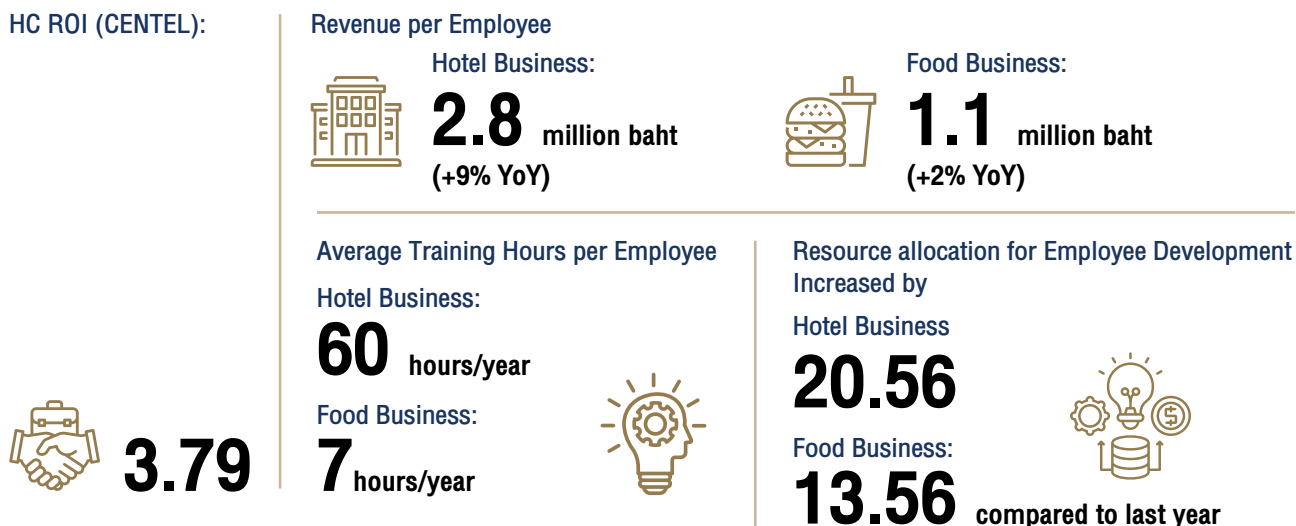 HC ROI (CENTEL):
3.79
Revenue per Employee
Hotel Business:
2.8 million baht
(+9% YoY)
Food Business:
1.1 million baht
(+2% YoY)
Average Training Hours per Employee
Hotel Business:
60 hours/year
Food Business:
7 hours/year
Resource allocation for Employee Development
Increased by
Hotel Business
20.56
Food Business:
13.56 compared to last year